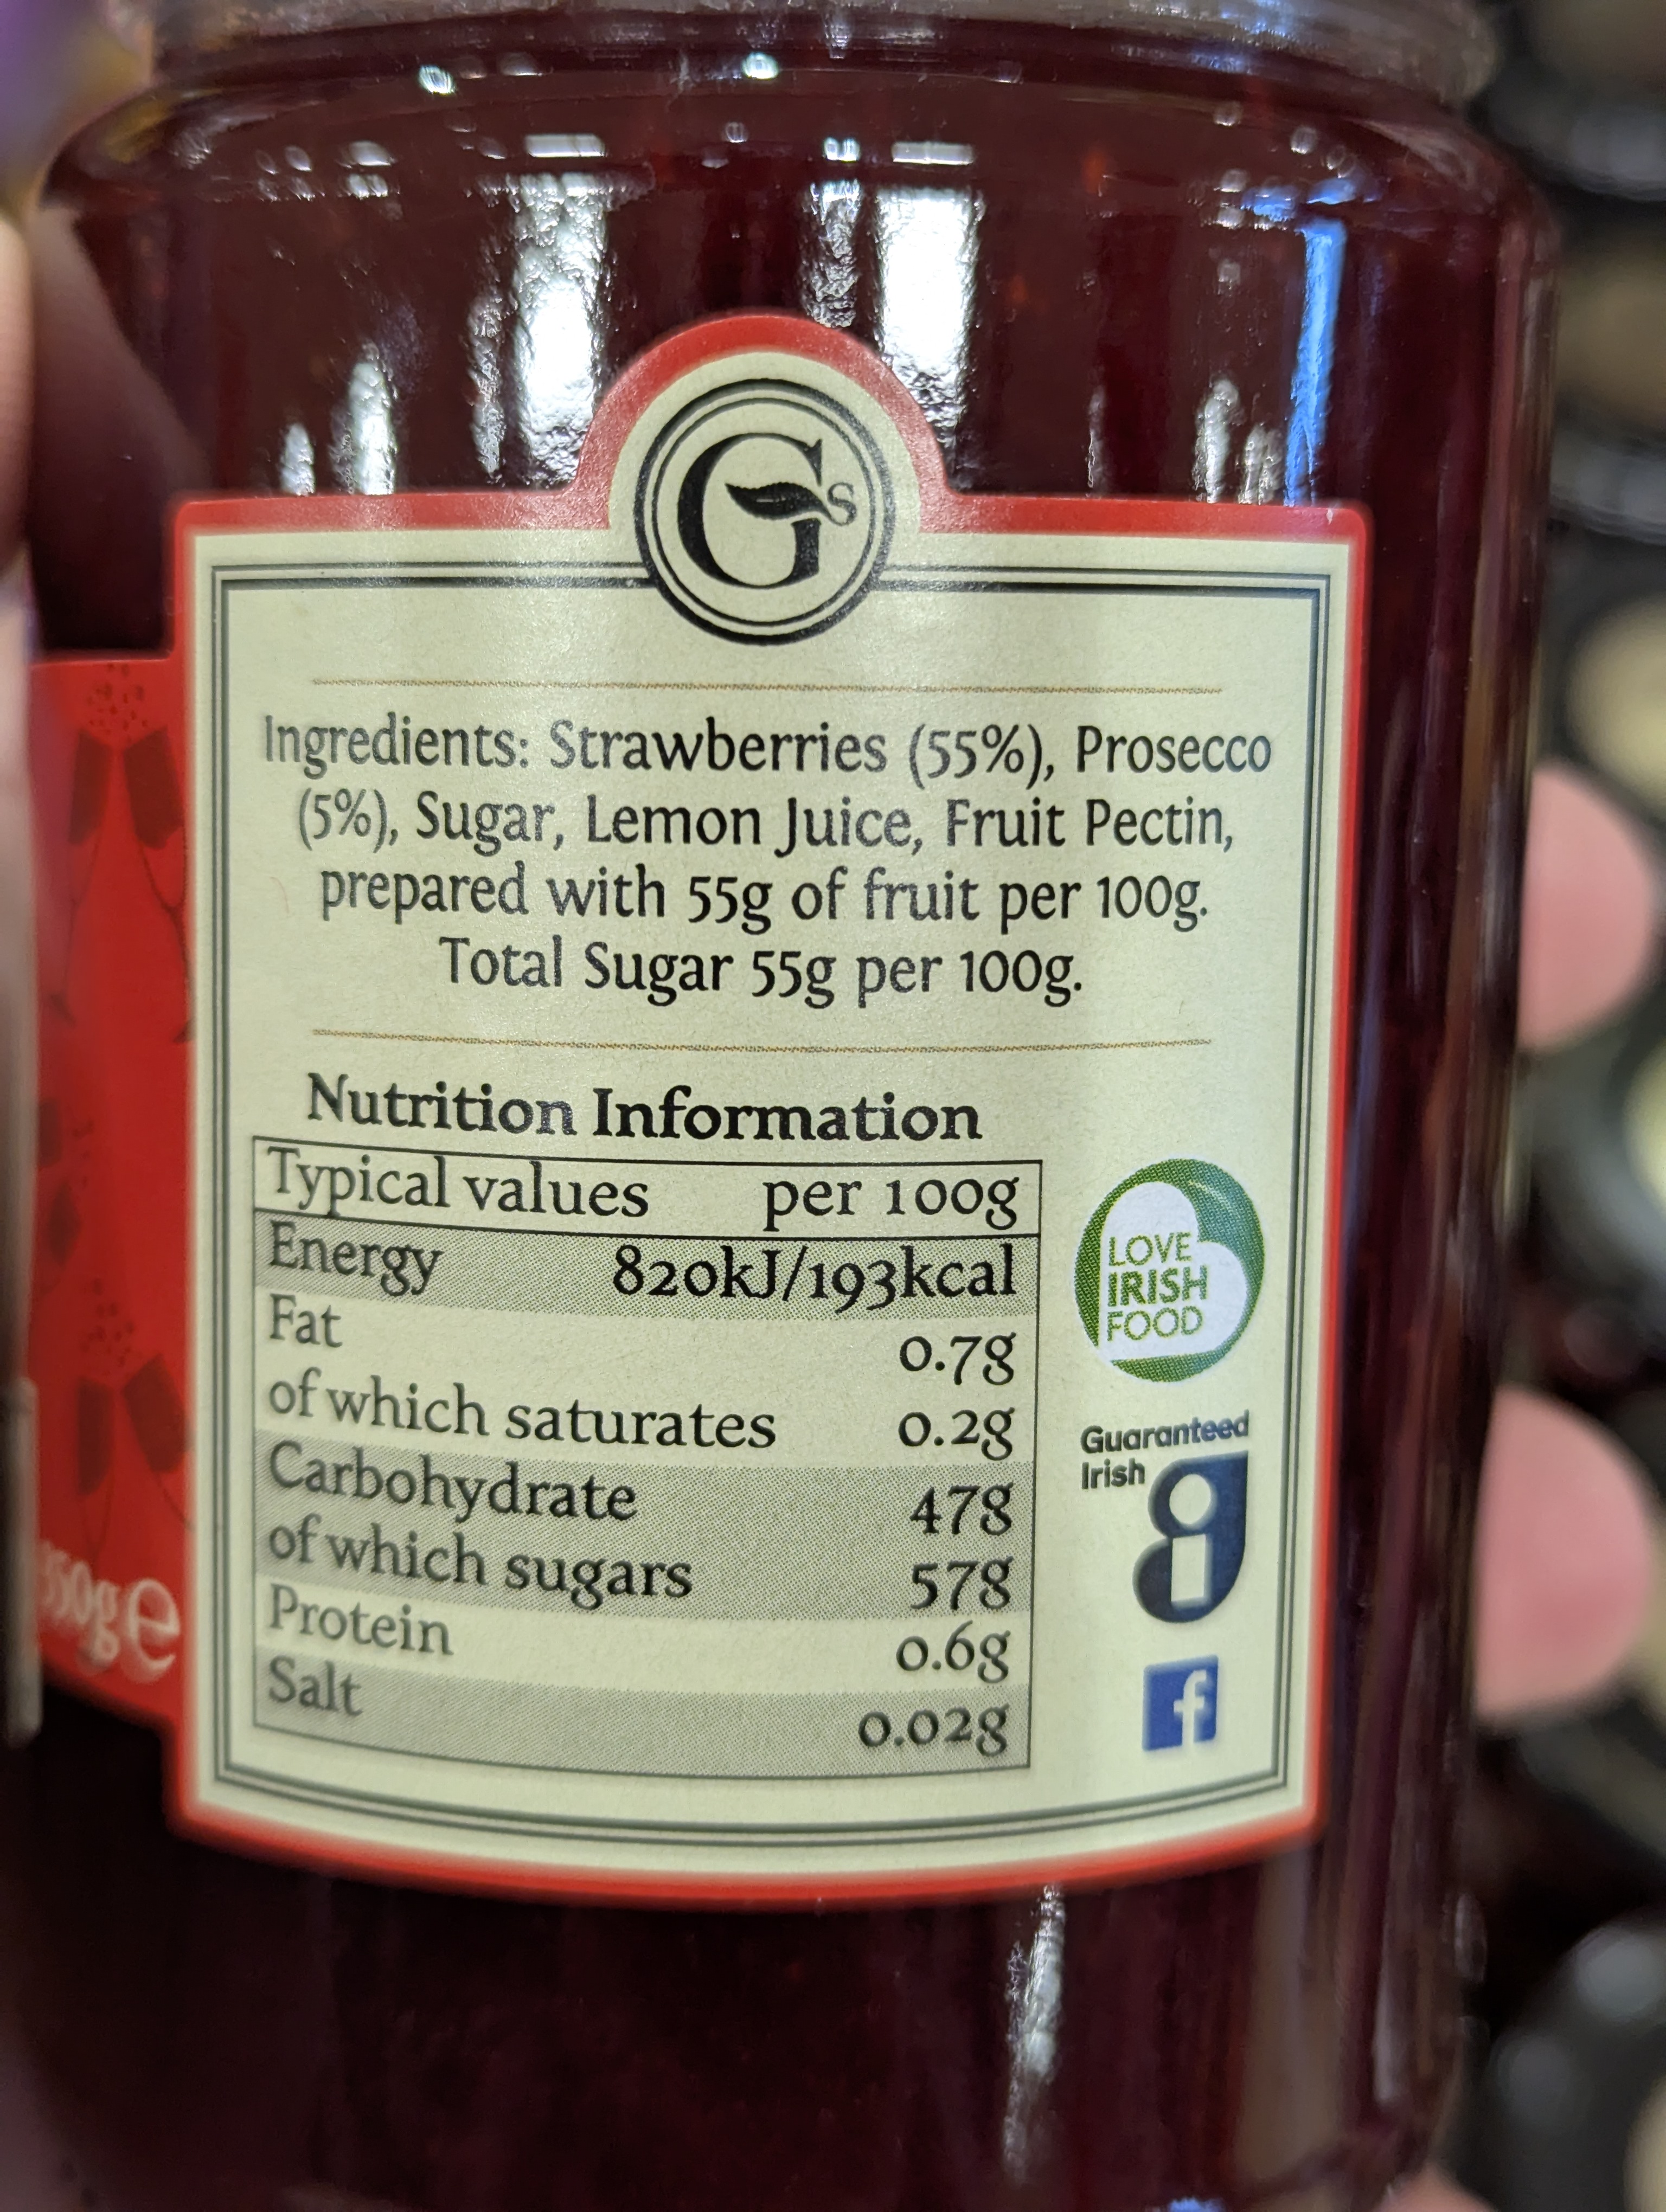 Gs
Ingredients: Strawberries (55%), Prosecco
(5%), Sugar, Lemon Juice, Fruit Pectin,
prepared with 55g of fruit per 100g.
Total Sugar 55g per 100g.
Nutrition Information
Typical values per 100g
Energy 820kJ/193kcal
Fat 0.7g
of which saturates 0.2g
Carbohydrate 47g
of which sugars 57g
Protein 0.6g
Salt 0.02g
LOVE
IRISH
FOOD
Guaranteed
Irish
f
350g e